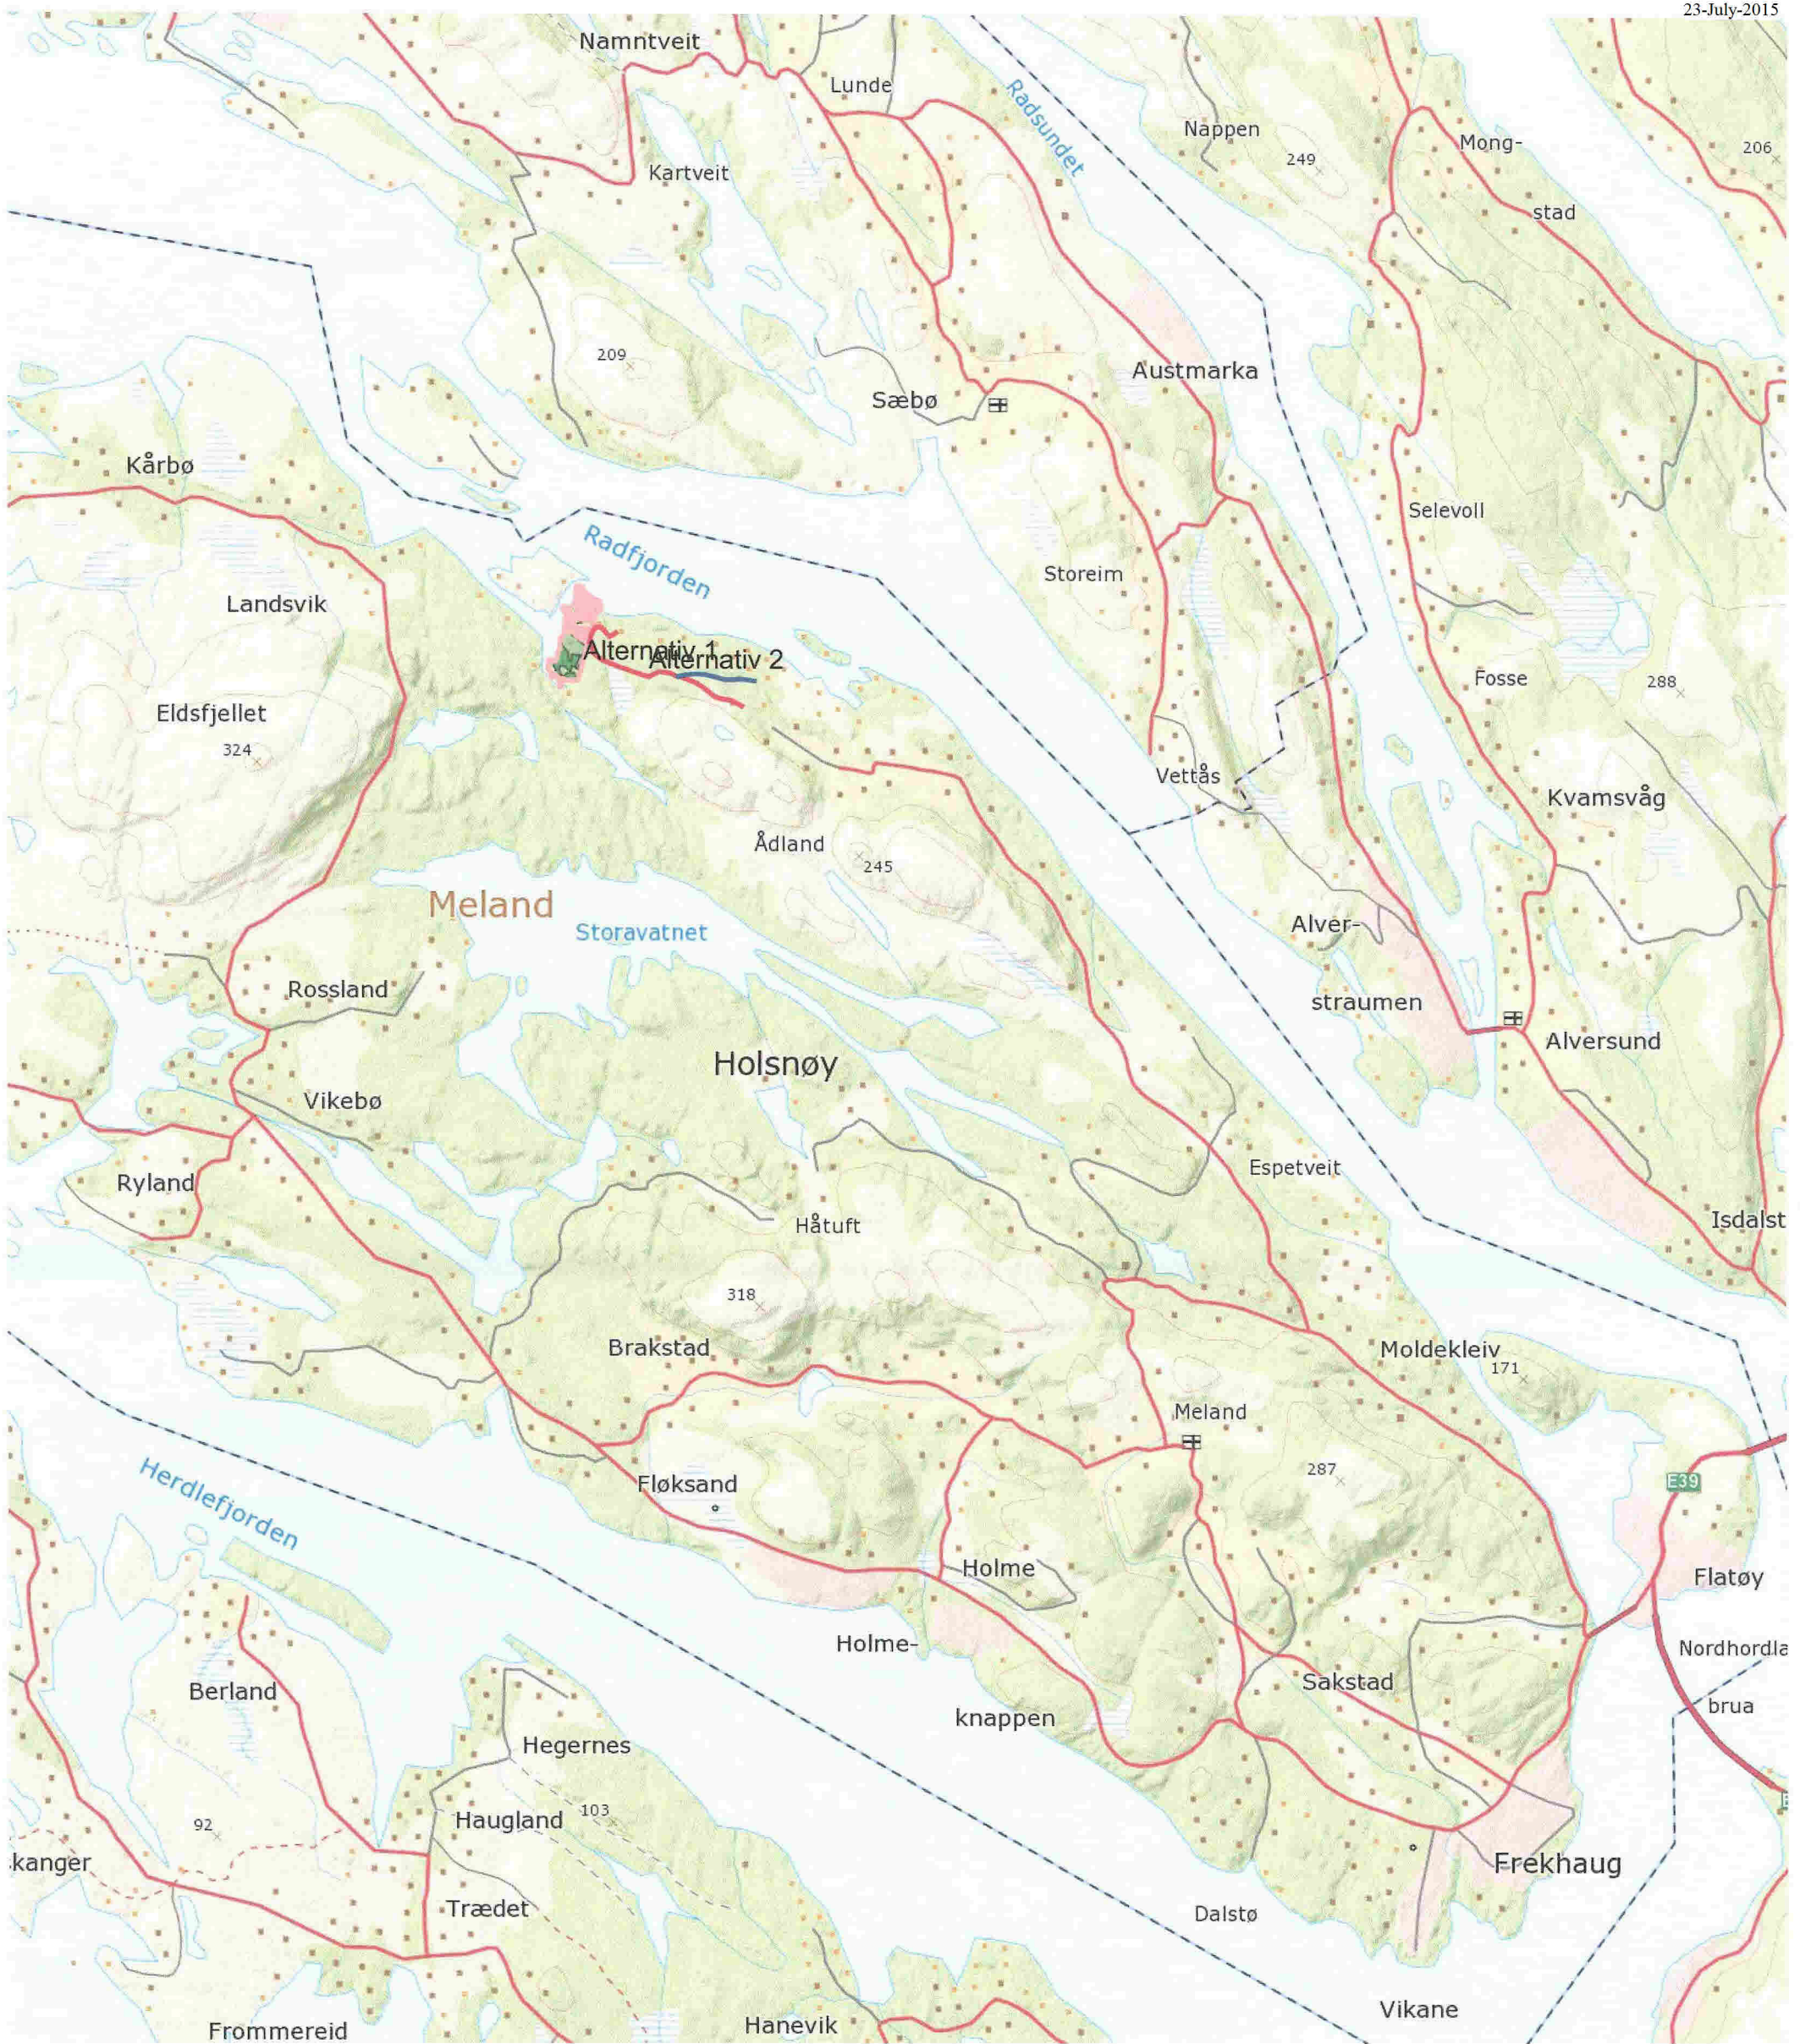 23-July-2015
Namntveit
Lunde
Radsundet
Nappen
249
Mong-
206
Kartveit
stad
209
Austmarka
Sæbø
Kårbø
Selevoll
Radfjorden
Storeim
Landsvik
Alternativ 1
Alternativ 2
Fosse
288
Eldsfjellet
324
Vettås
Kvamsvåg
Ådland
245
Meland
Storavatnet
Alver-
Rossland
straumen
Alversund
Holsnøy
Vikebø
Espetveit
Ryland
Håtuft
Isdalst
318
Brakstad
Moldekleiv
171
Meland
287
E39
Fløksand
Herdlefjorden
Holme
Flatøy
Holme-
Nordhordla
Sakstad
Berland
brua
knappen
Hegernes
103
Haugland
92
kanger
Frekhaug
Trædet
Dalstø
Vikane
Hanevik
Frommereid